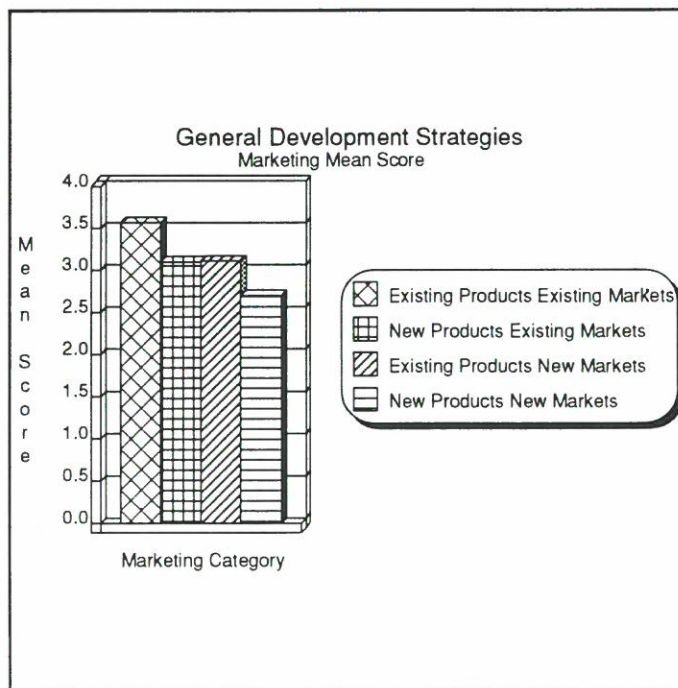 General Development Strategies
Marketing Mean Score
4.0
3.5
3.0
2.5
2.0
1.5
1.0
0.5
0.0
Mean Score
Marketing Category
Existing Products Existing Markets
New Products Existing Markets
Existing Products New Markets
New Products New Markets